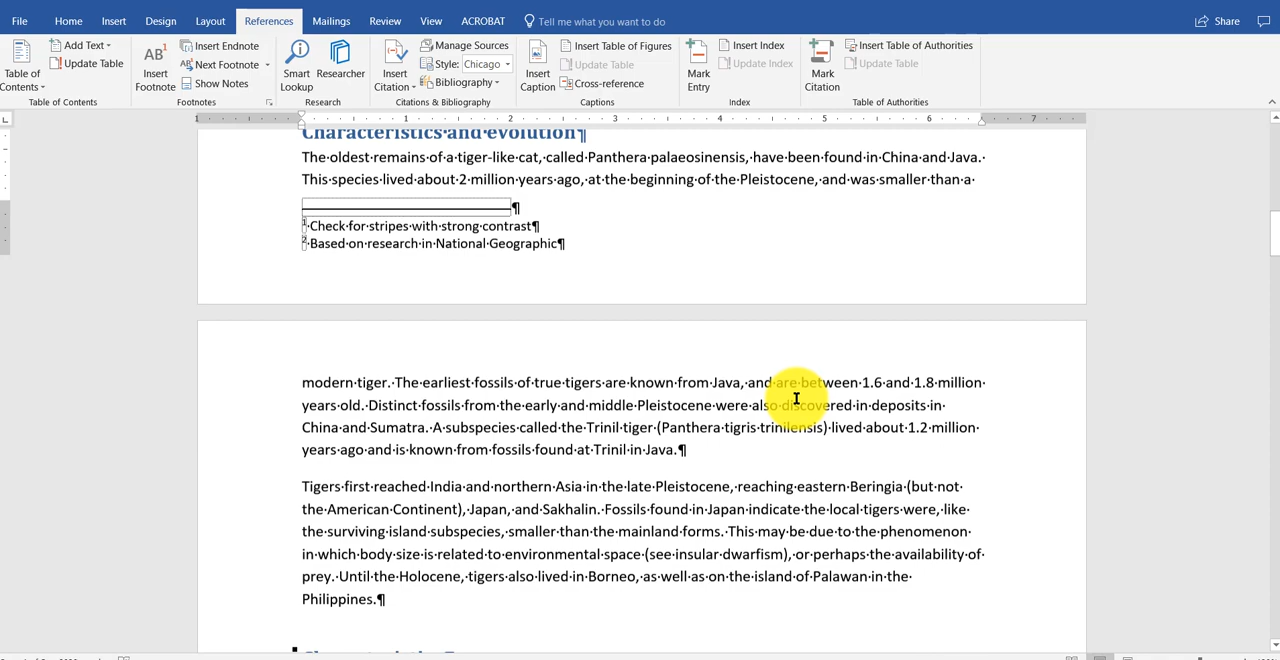 File Home Insert Design Layout References Mailings Review View ACROBAT Tell me what you want to do Share
Table of Contents
Add Text
Update Table
Table of Contents
AB1 Insert Footnote
Insert Endnote
Next Footnote
Show Notes
Footnotes
Smart Lookup
Researcher
Research
Insert Citation
Manage Sources
Style: Chicago
Bibliography
Citations & Bibliography
Insert Caption
Insert Table of Figures
Update Table
Cross-reference
Captions
Mark Entry
Insert Index
Update Index
Index
Mark Citation
Insert Table of Authorities
Update Table
Table of Authorities
1 1 2 3 4 5 6 7
Characteristics·and·evolution¶
The·oldest·remains·of·a·tiger-like·cat,·called·Panthera·palaeosinensis,·have·been·found·in·China·and·Java.·
This·species·lived·about·2·million·years·ago,·at·the·beginning·of·the·Pleistocene,·and·was·smaller·than·a·
¶
1·Check·for·stripes·with·strong·contrast¶
2·Based·on·research·in·National·Geographic¶
modern·tiger.·The·earliest·fossils·of·true·tigers·are·known·from·Java,·and·are·between·1.6·and·1.8·million·
years·old.·Distinct·fossils·from·the·early·and·middle·Pleistocene·were·also·discovered·in·deposits·in·
China·and·Sumatra.·A·subspecies·called·the·Trinil·tiger·(Panthera·tigris·trinilensis)·lived·about·1.2·million·
years·ago·and·is·known·from·fossils·found·at·Trinil·in·Java.¶
Tigers·first·reached·India·and·northern·Asia·in·the·late·Pleistocene,·reaching·eastern·Beringia·(but·not·
the·American·Continent),·Japan,·and·Sakhalin.·Fossils·found·in·Japan·indicate·the·local·tigers·were,·like·
the·surviving·island·subspecies,·smaller·than·the·mainland·forms.·This·may·be·due·to·the·phenomenon·
in·which·body·size·is·related·to·environmental·space·(see·insular·dwarfism),·or·perhaps·the·availability·of·
prey.·Until·the·Holocene,·tigers·also·lived·in·Borneo,·as·well·as·on·the·island·of·Palawan·in·the·
Philippines.¶